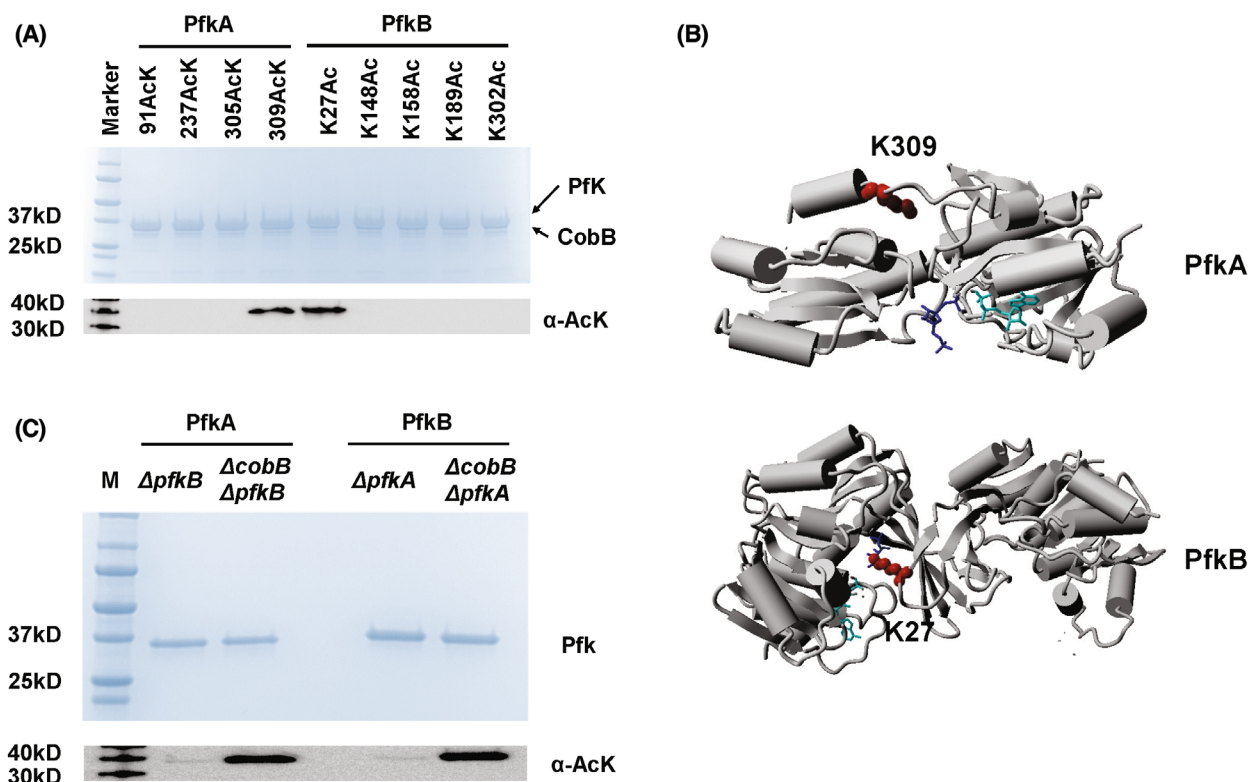 (A)
PfkA
PfkB
Marker
91AcK
237AcK
305AcK
309AcK
K27Ac
K148Ac
K158Ac
K189Ac
K302Ac
37kD
25kD
PfK
CobB
40kD
30kD
α-AcK
(B)
K309
PfkA
K27
PfkB
(C)
PfkA
PfkB
M
ΔpfkB
ΔcobB
ΔpfkB
ΔpfkA
ΔcobB
ΔpfkA
37kD
25kD
Pfk
40kD
30kD
α-AcK